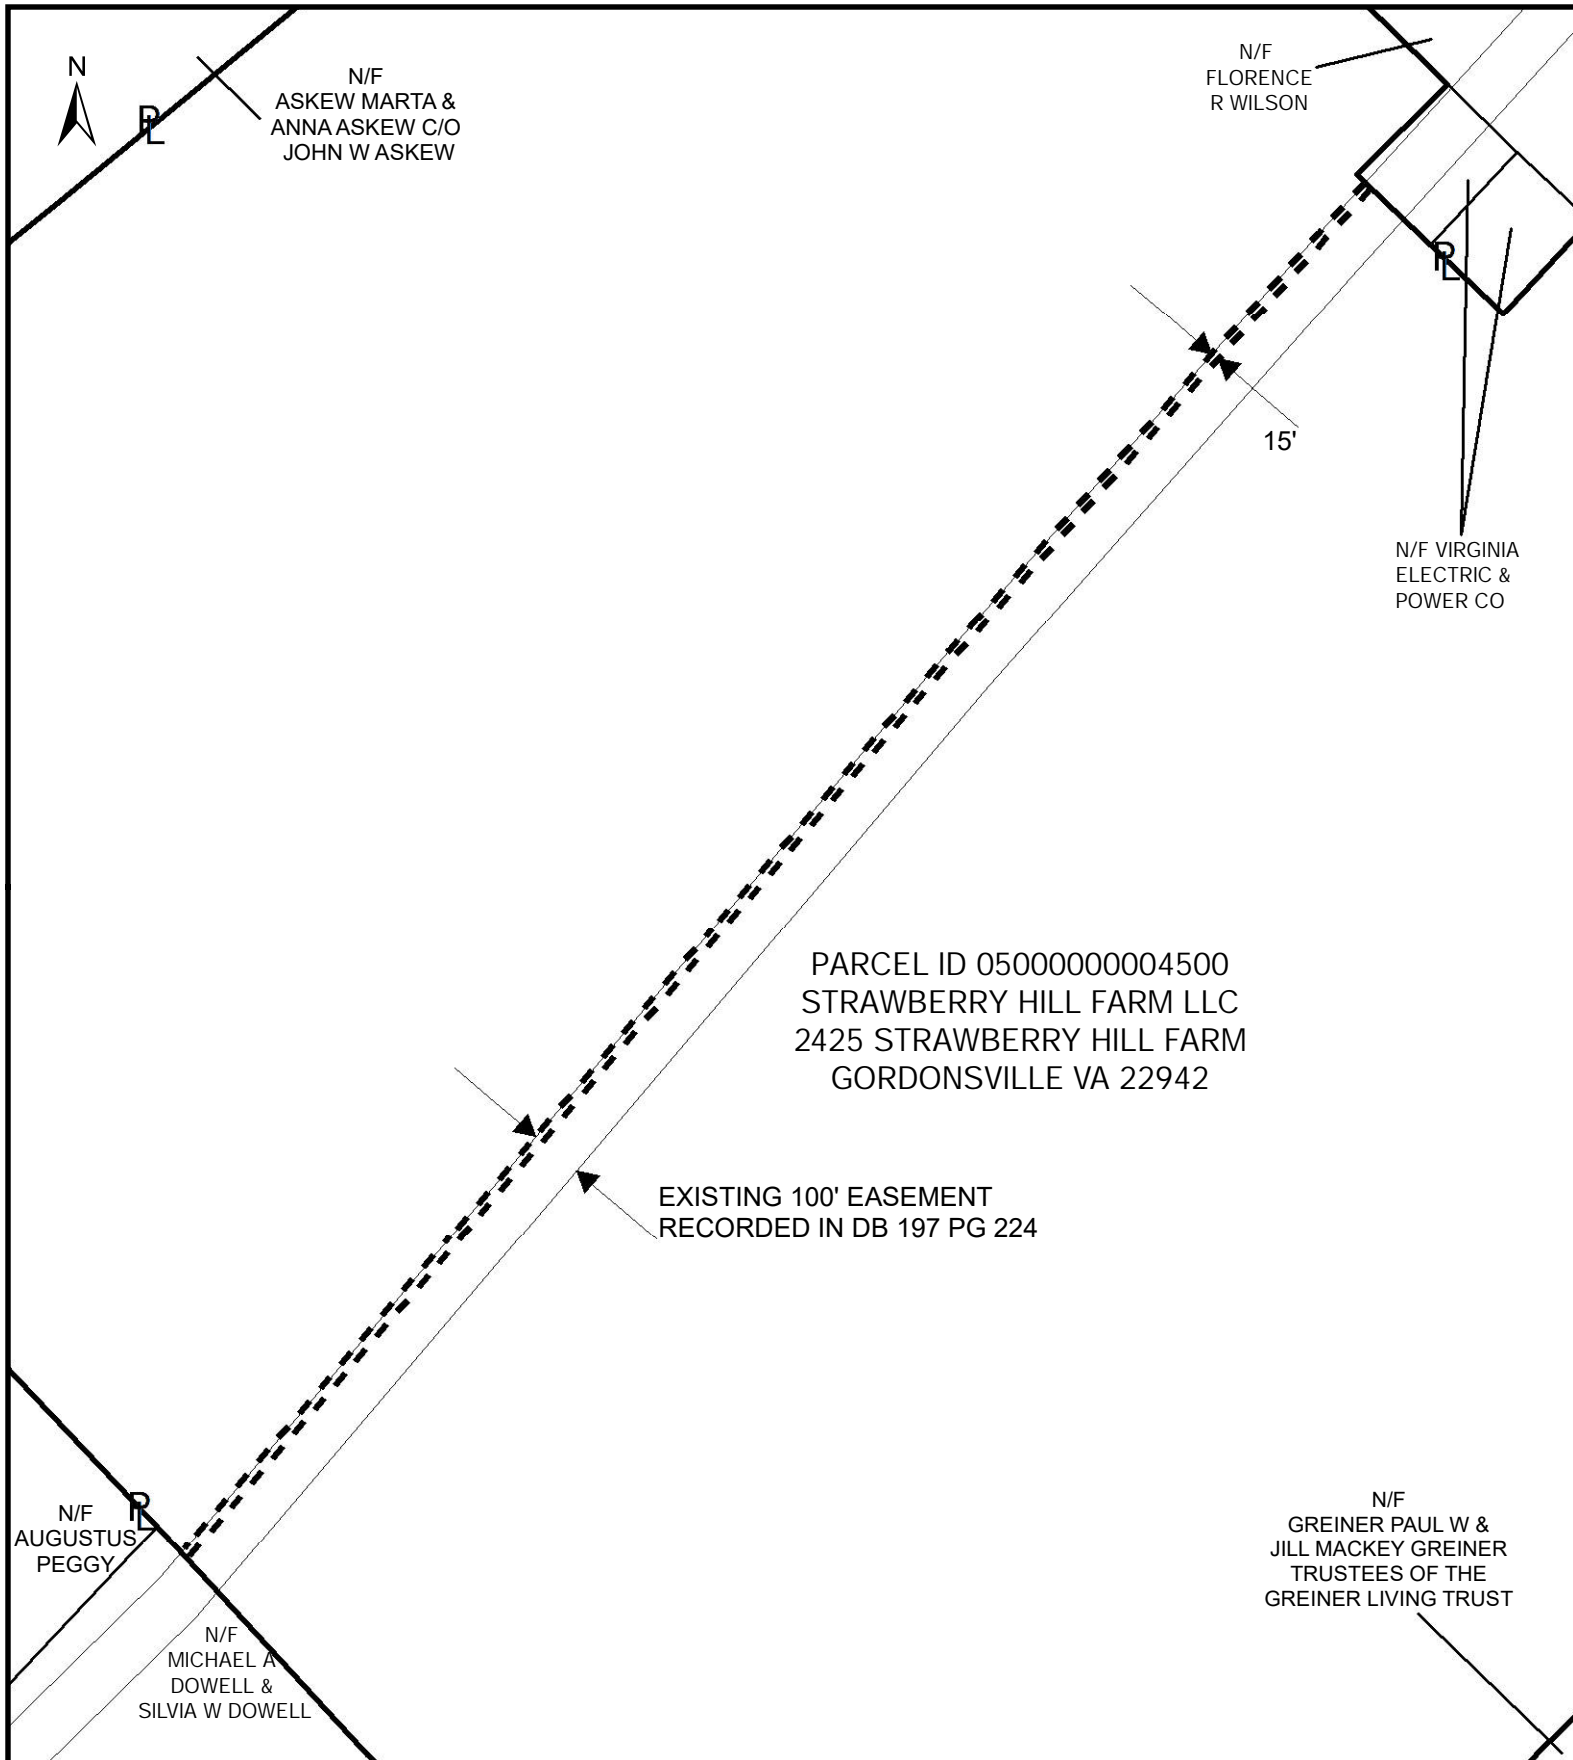 N
N/F
ASKEW MARTA &
ANNA ASKEW C/O
JOHN W ASKEW
PL
N/F
FLORENCE
R WILSON
PL
15'
N/F VIRGINIA
ELECTRIC &
POWER CO
PARCEL ID 05000000004500
STRAWBERRY HILL FARM LLC
2425 STRAWBERRY HILL FARM
GORDONSVILLE VA 22942
EXISTING 100' EASEMENT
RECORDED IN DB 197 PG 224
PL
N/F
AUGUSTUS
PEGGY
N/F
MICHAEL A
DOWELL &
SILVIA W DOWELL
N/F
GREINER PAUL W &
JILL MACKEY GREINER
TRUSTEES OF THE
GREINER LIVING TRUST